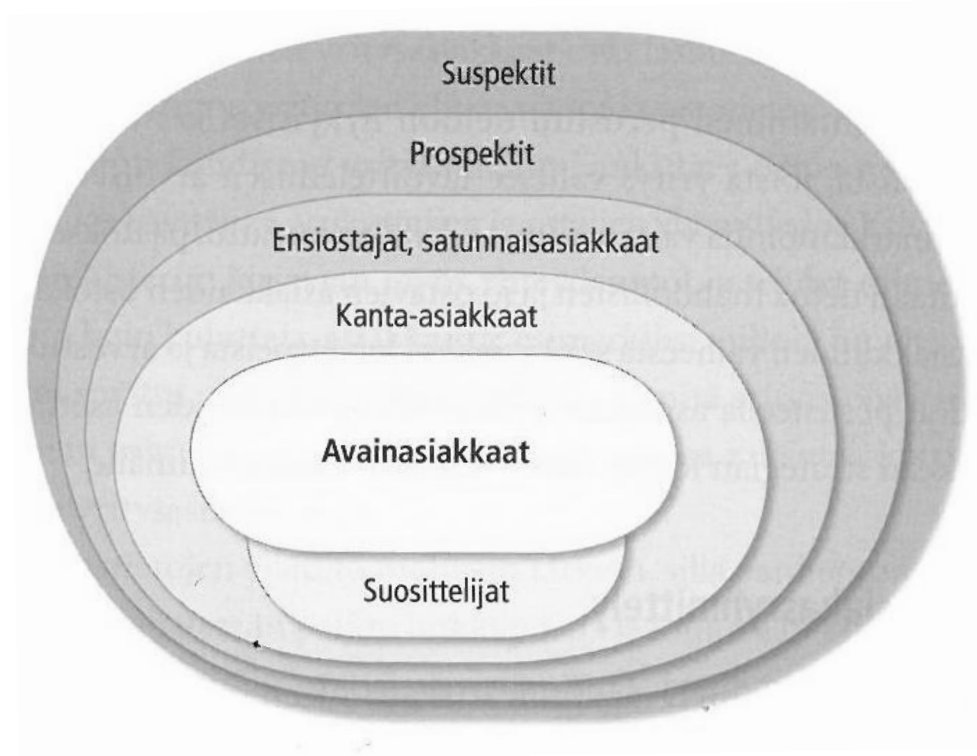 Suspektit
Prospektit
Ensiostajat, satunnaisasiakkaat
Kanta-asiakkaat
Avainasiakkaat
Suosittelijat